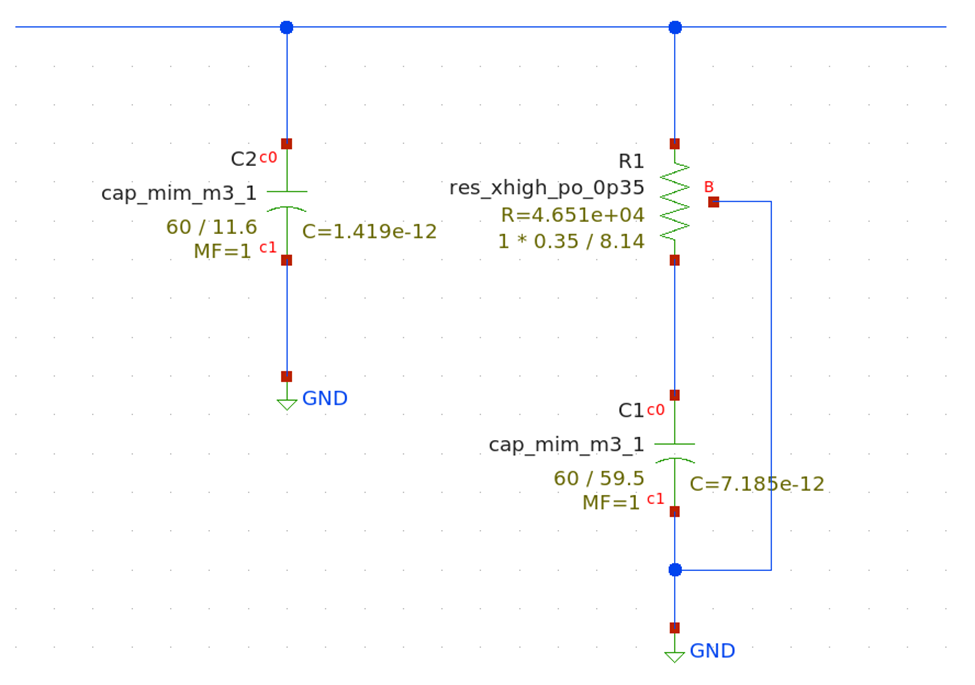 C2
c0
cap_mim_m3_1
60 / 11.6
C=1.419e-12
MF=1
c1
GND
R1
res_xhigh_po_0p35
B
R=4.651e+04
1 * 0.35 / 8.14
C1
c0
cap_mim_m3_1
60 / 59.5
C=7.185e-12
MF=1
c1
GND